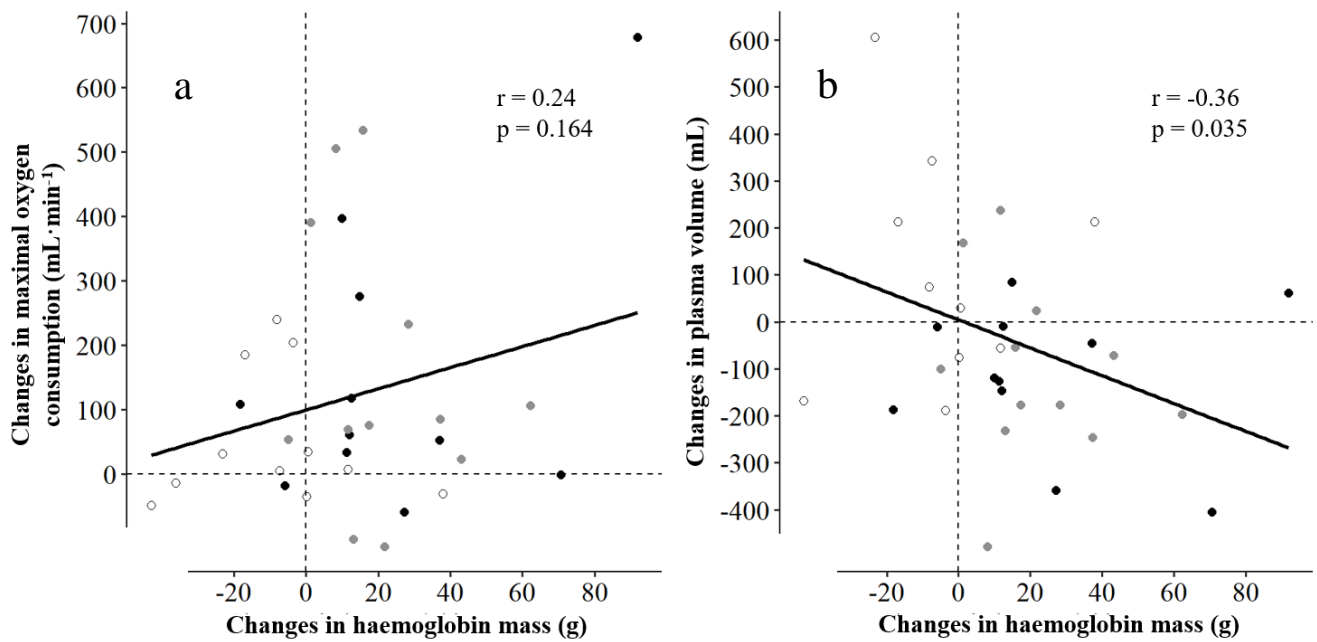 a
r = 0.24
p = 0.164
700
600
500
400
300
200
100
0
Changes in maximal oxygen
consumption (mL·min⁻¹)
-20
0
20
40
60
80
Changes in haemoglobin mass (g)
b
r = -0.36
p = 0.035
600
500
400
300
200
100
0
-100
-200
-300
-400
Changes in plasma volume (mL)
-20
0
20
40
60
80
Changes in haemoglobin mass (g)